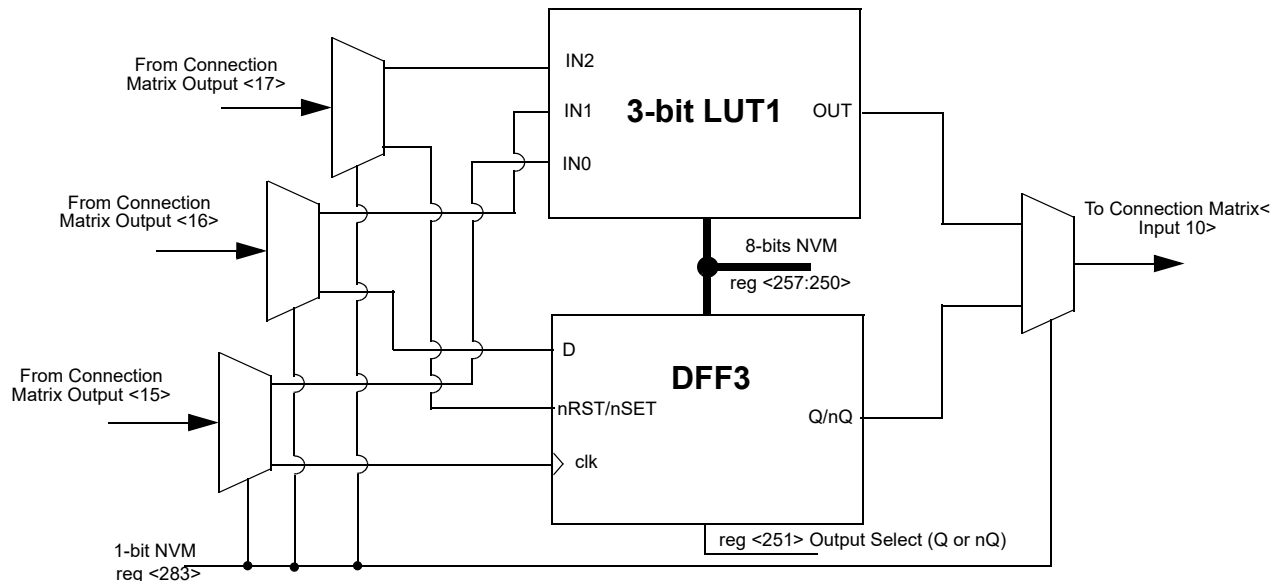 From Connection
Matrix Output <17>
IN2
IN1
IN0
3-bit LUT1
OUT
From Connection
Matrix Output <16>
To Connection Matrix<
Input 10>
8-bits NVM
reg <257:250>
From Connection
Matrix Output <15>
D
nRST/nSET
clk
DFF3
Q/nQ
reg <251> Output Select (Q or nQ)
1-bit NVM
reg <283>